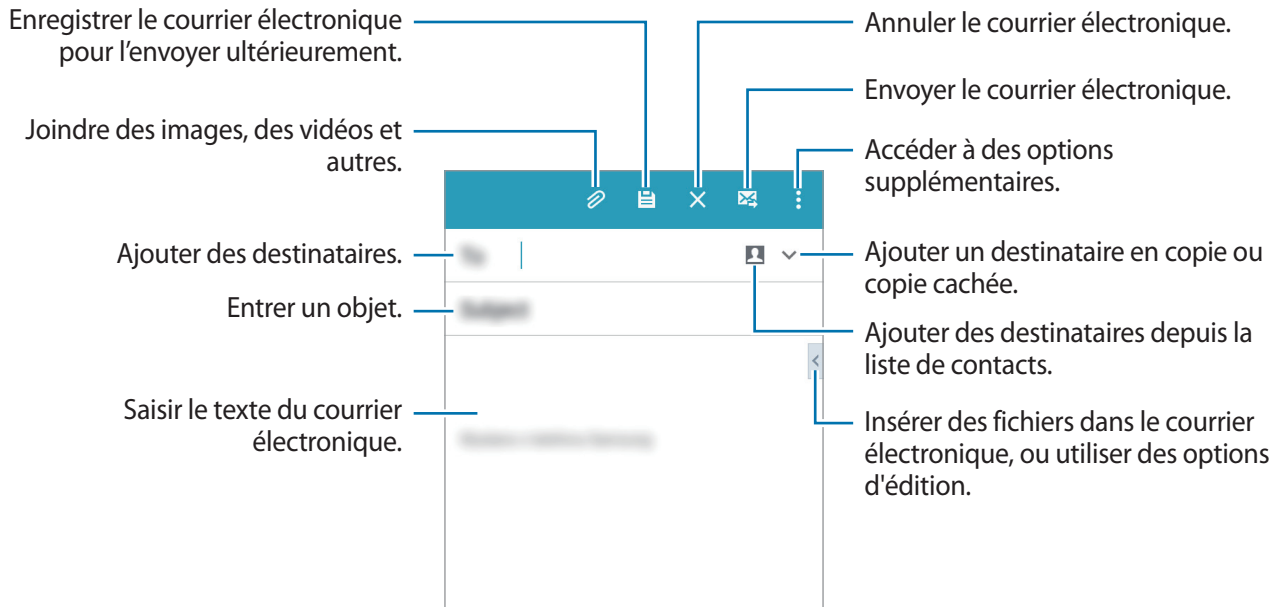 Enregistrer le courrier électronique
pour l’envoyer ultérieurement.
Joindre des images, des vidéos et
autres.
Ajouter des destinataires.
Entrer un objet.
Saisir le texte du courrier
électronique.
To
Subject
Annuler le courrier électronique.
Envoyer le courrier électronique.
Accéder à des options
supplémentaires.
Ajouter un destinataire en copie ou
copie cachée.
Ajouter des destinataires depuis la
liste de contacts.
Insérer des fichiers dans le courrier
électronique, ou utiliser des options
d'édition.